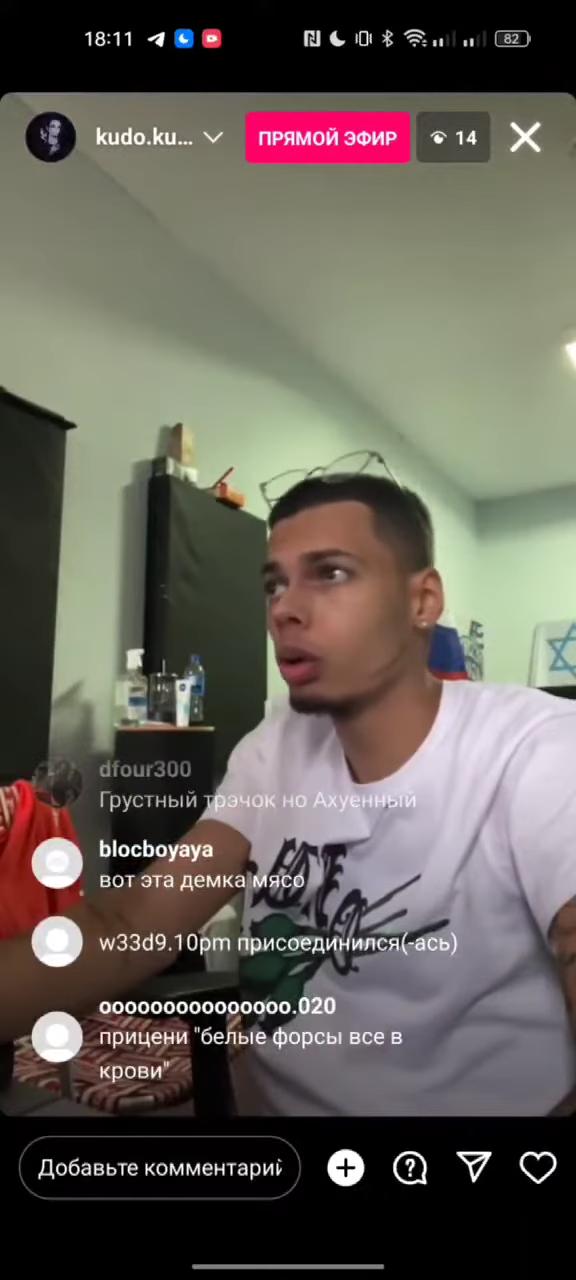 18:11
82
kudo.ku...
ПРЯМОЙ ЭФИР
14
dfour300
Грустный трэчок но Ахуенный
blocboyaya
вот эта демка мясо
w33d9.10pm присоединился(-ась)
ooooooooooooooo.020
прицени "белые форсы все в
крови"
Добавьте комментарий